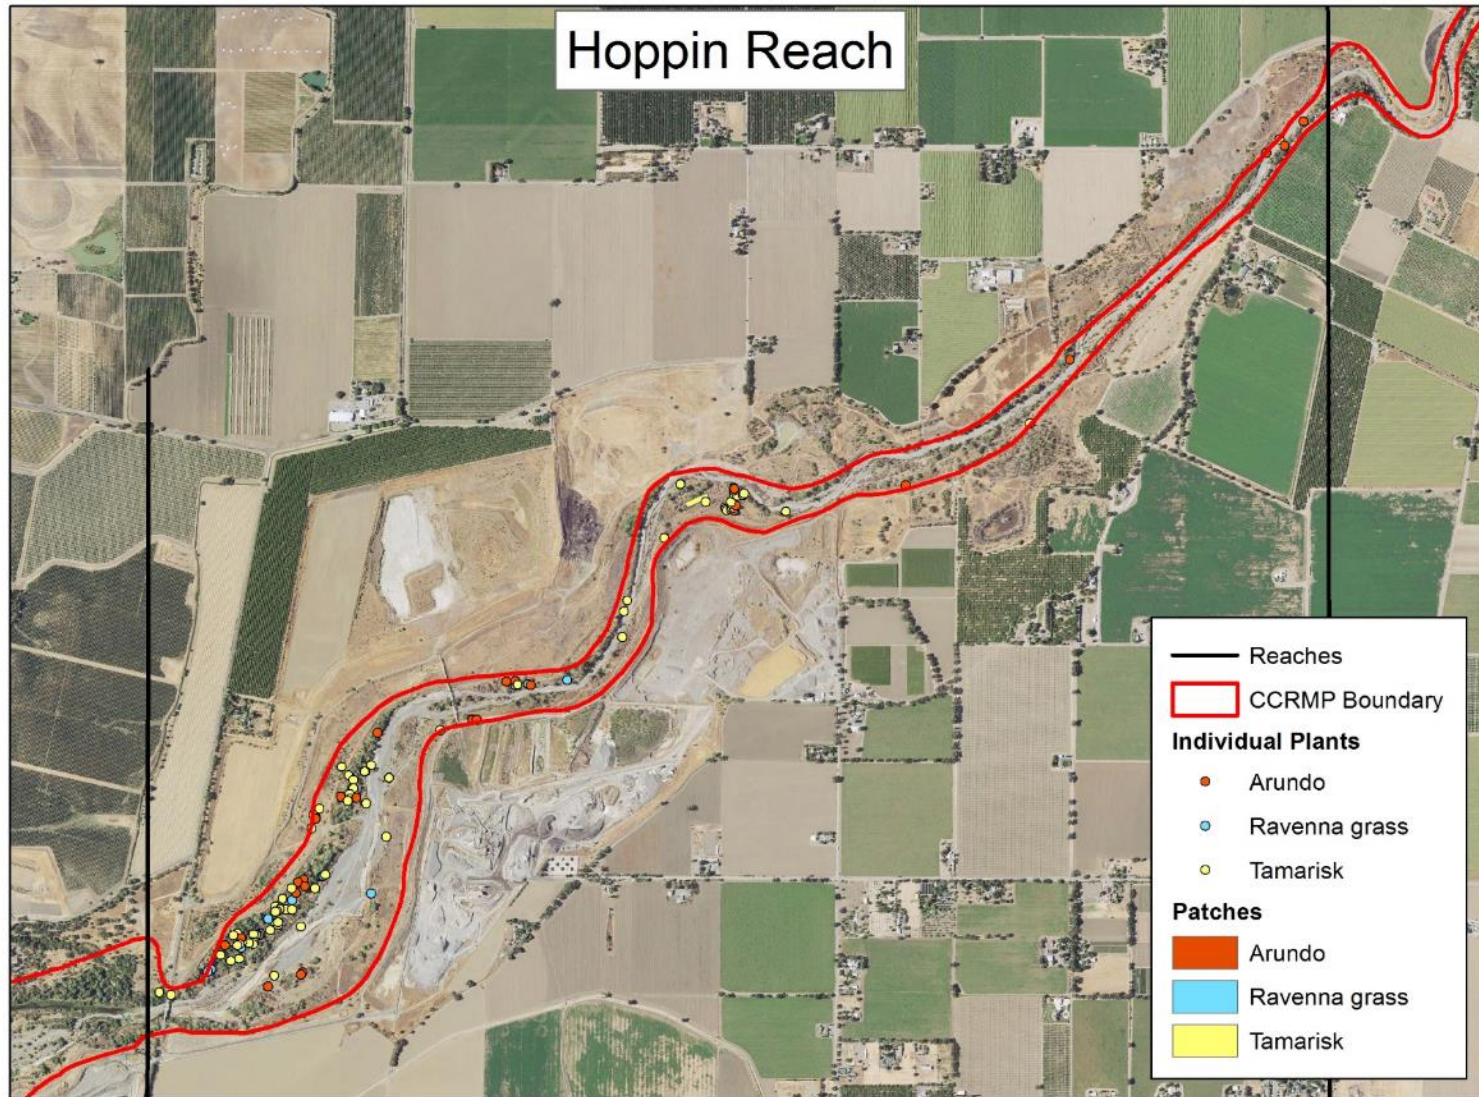 Hoppin Reach
Reaches
CCRMP Boundary
Individual Plants
Arundo
Ravenna grass
Tamarisk
Patches
Arundo
Ravenna grass
Tamarisk